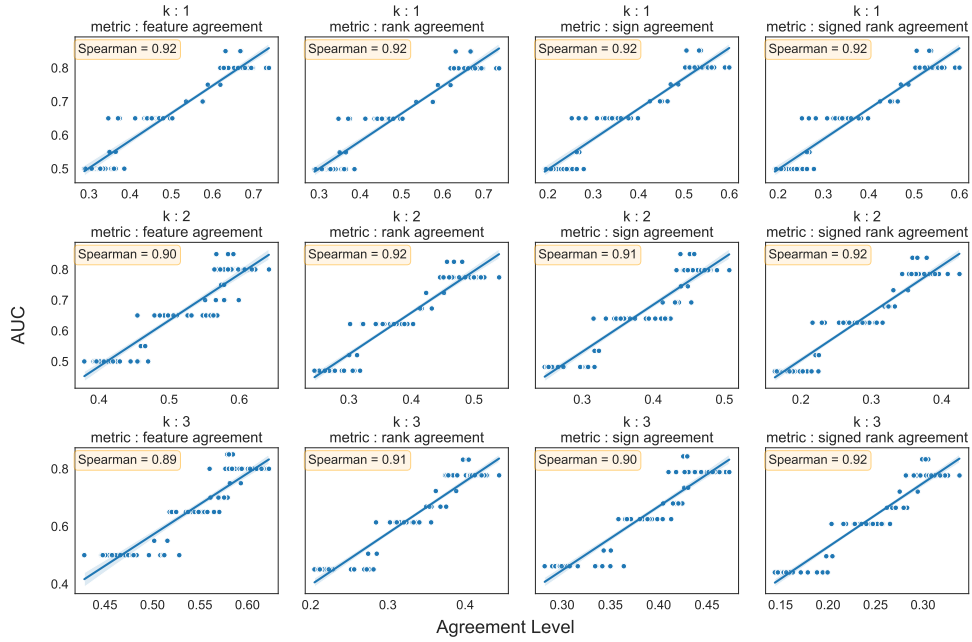 k : 1
metric : feature agreement
k : 1
metric : rank agreement
k : 1
metric : sign agreement
k : 1
metric : signed rank agreement
Spearman = 0.92
Spearman = 0.92
Spearman = 0.92
Spearman = 0.92
0.8
0.7
0.6
0.5
0.3 0.4 0.5 0.6 0.7
0.3 0.4 0.5 0.6 0.7
0.2 0.3 0.4 0.5 0.6
0.2 0.3 0.4 0.5 0.6
k : 2
metric : feature agreement
k : 2
metric : rank agreement
k : 2
metric : sign agreement
k : 2
metric : signed rank agreement
Spearman = 0.90
Spearman = 0.92
Spearman = 0.91
Spearman = 0.92
AUC
0.8
0.7
0.6
0.5
0.4 0.5 0.6
0.3 0.4 0.5
0.3 0.4 0.5
0.2 0.3 0.4
k : 3
metric : feature agreement
k : 3
metric : rank agreement
k : 3
metric : sign agreement
k : 3
metric : signed rank agreement
Spearman = 0.89
Spearman = 0.91
Spearman = 0.90
Spearman = 0.92
0.8
0.6
0.4
0.45 0.50 0.55 0.60
0.2 0.3 0.4
0.30 0.35 0.40 0.45
0.15 0.20 0.25 0.30
Agreement Level